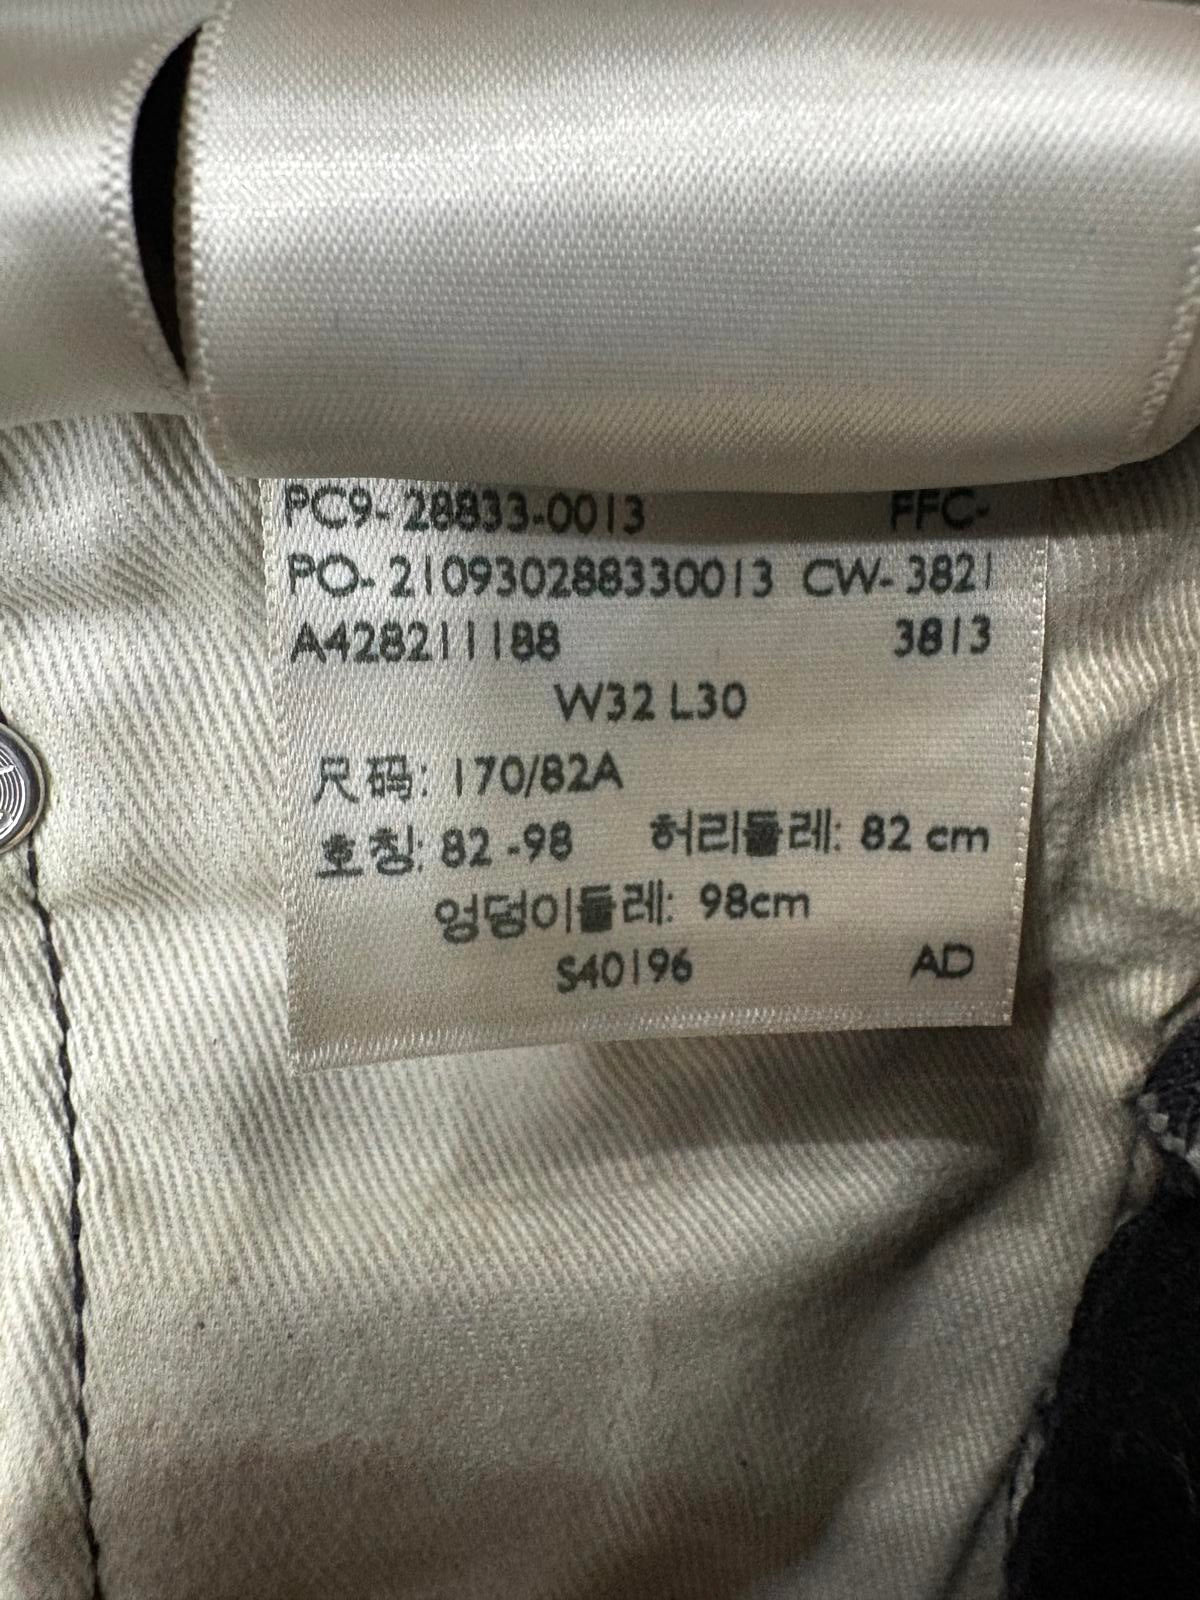 PC9- 28833-0013 FFC-
PO- 210930288330013 CW- 3821
A428211188 3813
W32 L30
尺码: 170/82A
호칭: 82 -98 허리둘레: 82 cm
엉덩이둘레: 98cm
S40196 AD